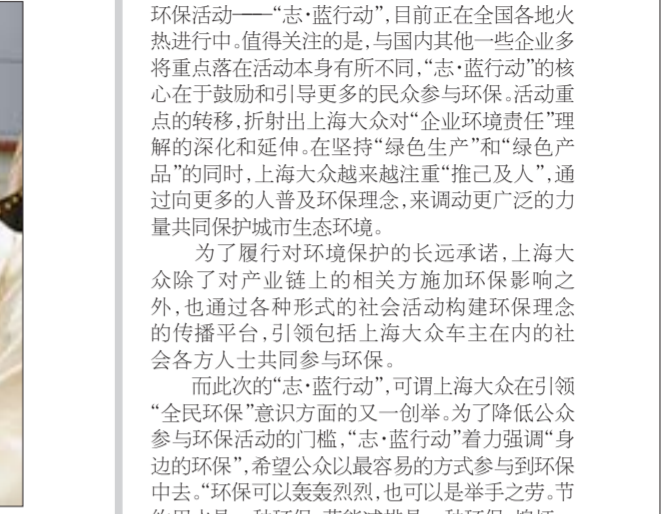 环保活动——“志·蓝行动”,目前正在全国各地火
热进行中。值得关注的是,与国内其他一些企业多
将重点落在活动本身有所不同,“志·蓝行动”的核
心在于鼓励和引导更多的民众参与环保。活动重
点的转移,折射出上海大众对“企业环境责任”理
解的深化和延伸。在坚持“绿色生产”和“绿色产
品”的同时,上海大众越来越注重“推己及人”,通
过向更多的人普及环保理念,来调动更广泛的力
量共同保护城市生态环境。
为了履行对环境保护的长远承诺,上海大
众除了对产业链上的相关方施加环保影响之
外,也通过各种形式的社会活动构建环保理念
的传播平台,引领包括上海大众车主在内的社
会各方人士共同参与环保。
而此次的“志·蓝行动”,可谓上海大众在引领
“全民环保”意识方面的又一创举。为了降低公众
参与环保活动的门槛,“志·蓝行动”着力强调“身
边的环保”,希望公众以最容易的方式参与到环保
中去。“环保可以轰轰烈烈,也可以是举手之劳。节